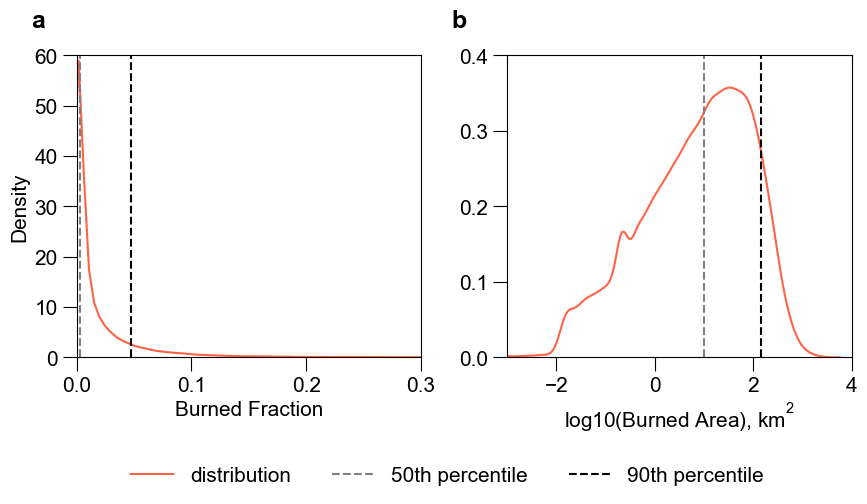 a
b
60
50
40
30
20
10
0
Density
0.0
0.1
0.2
0.3
Burned Fraction
0.4
0.3
0.2
0.1
0.0
−2
0
2
4
log10(Burned Area), km²
distribution
50th percentile
90th percentile